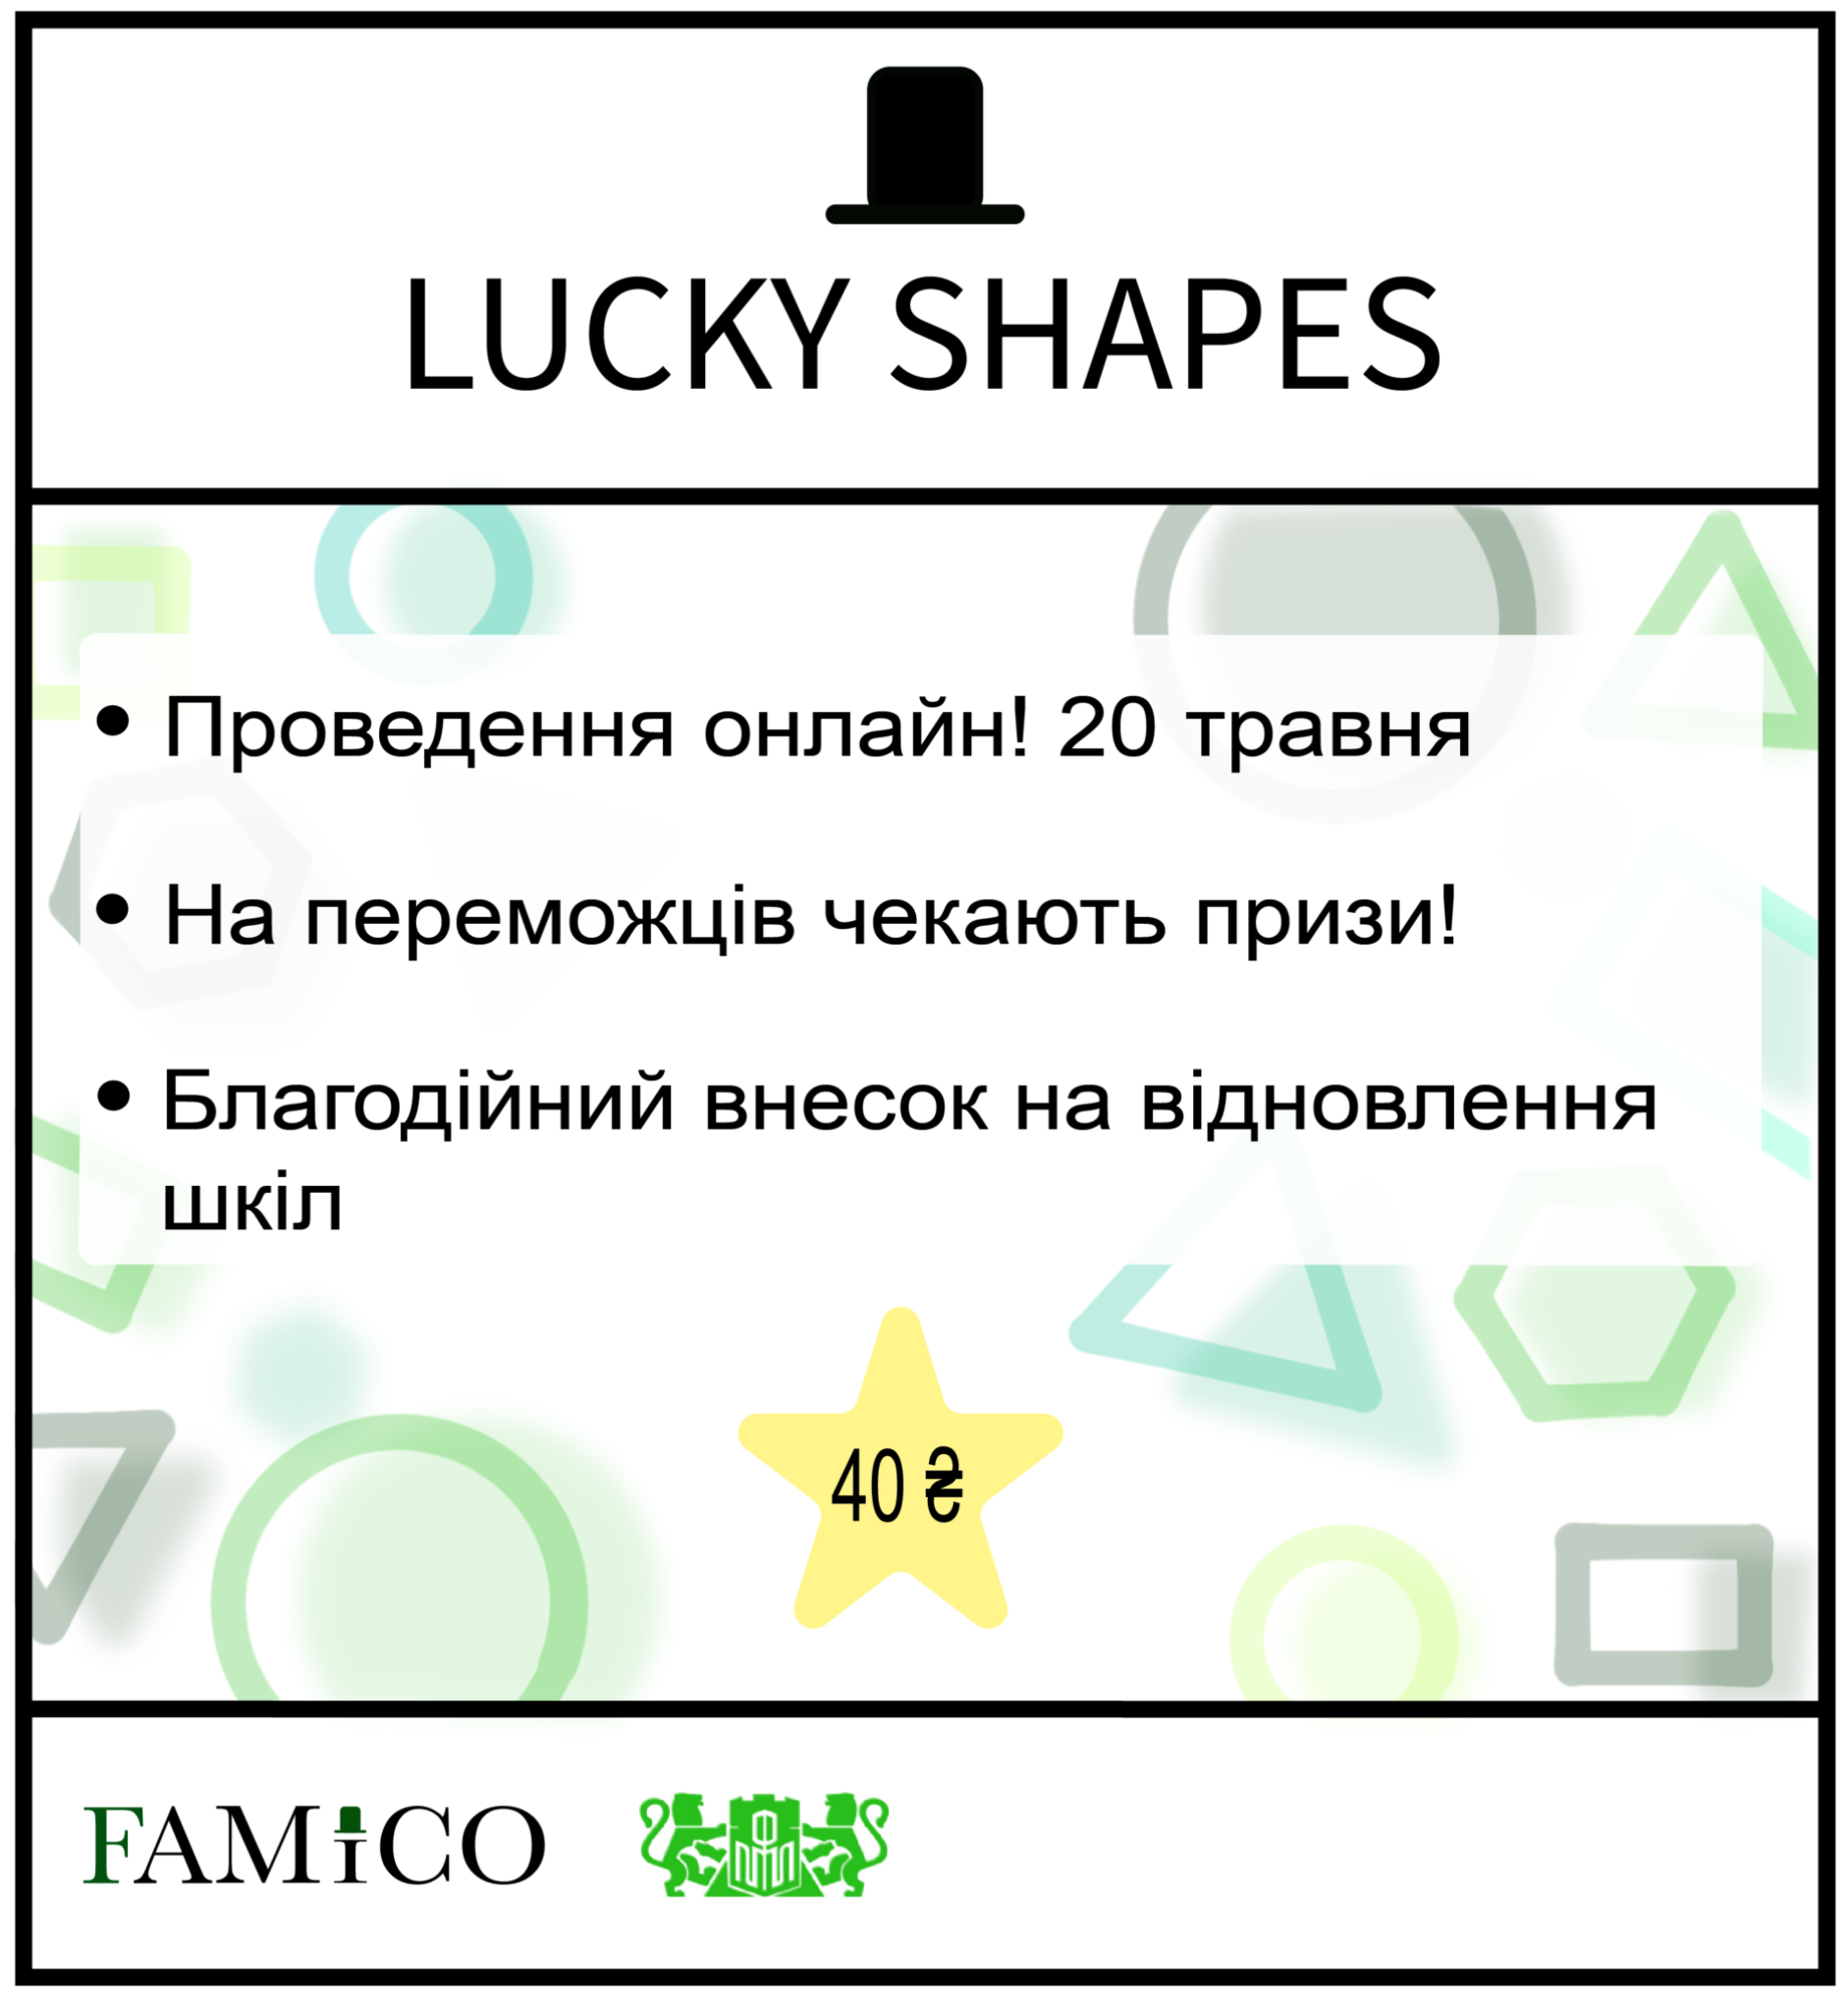 LUCKY SHAPES
• Проведення онлайн! 20 травня
• На переможців чекають призи!
• Благодійний внесок на відновлення
шкіл
40 ₴
FAMiCO